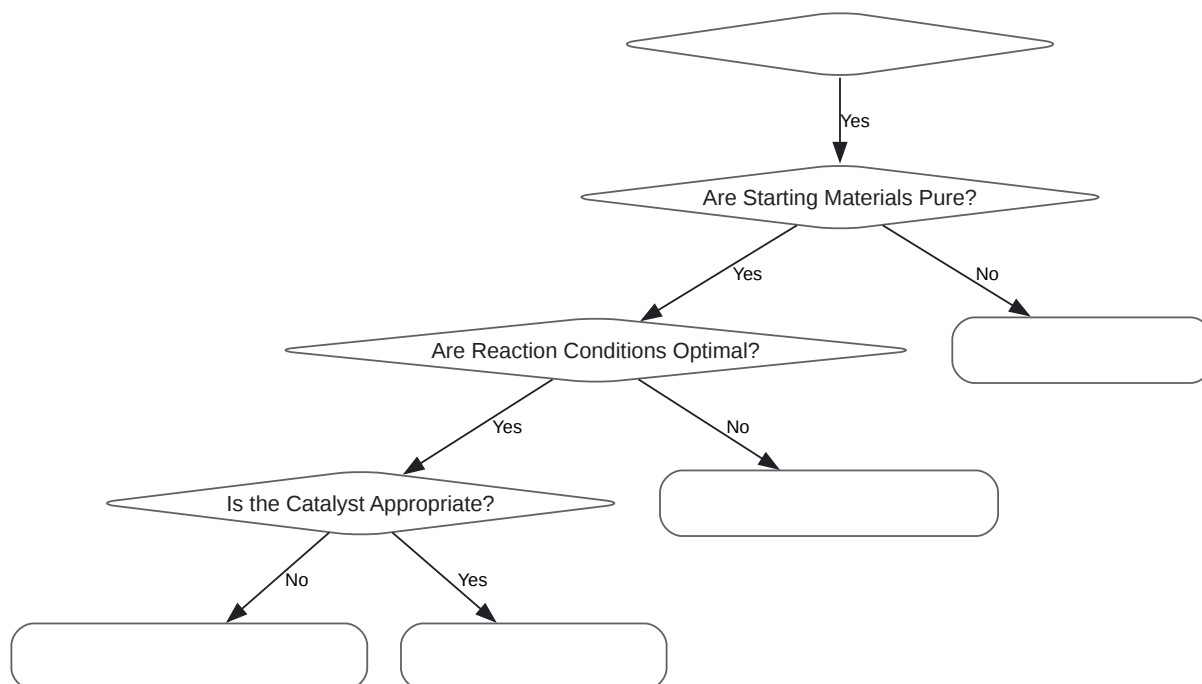 Yes
Are Starting Materials Pure?
Yes
No
Are Reaction Conditions Optimal?
Yes
No
Is the Catalyst Appropriate?
No
Yes